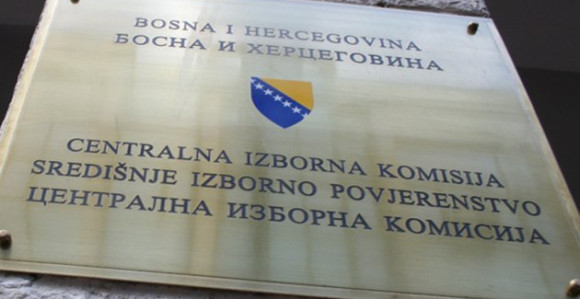 BOSNA I HERCEGOVINA
БОСНА И ХЕРЦЕГОВИНА
CENTRALNA IZBORNA KOMISIJA
SREDIŠNJE IZBORNO POVJERENSTVO
ЦЕНТРАЛНА ИЗБОРНА КОМИСИЈА